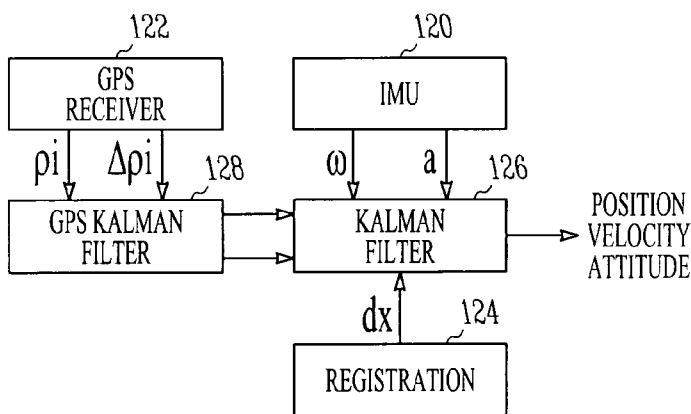 122
GPS
RECEIVER
120
IMU
ρi
Δρi
ω
a
128
GPS KALMAN
FILTER
126
KALMAN
FILTER
POSITION
VELOCITY
ATTITUDE
dx
124
REGISTRATION